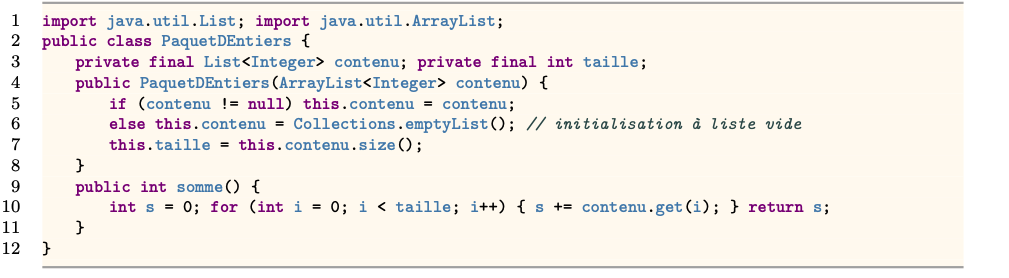 1 import java.util.List; import java.util.ArrayList;
2 public class PaquetDEntiers {
3 private final List<Integer> contenu; private final int taille;
4 public PaquetDEntiers(ArrayList<Integer> contenu) {
5 if (contenu != null) this.contenu = contenu;
6 else this.contenu = Collections.emptyList(); // initialisation à liste vide
7 this.taille = this.contenu.size();
8 }
9 public int somme() {
10 int s = 0; for (int i = 0; i < taille; i++) { s += contenu.get(i); } return s;
11 }
12 }